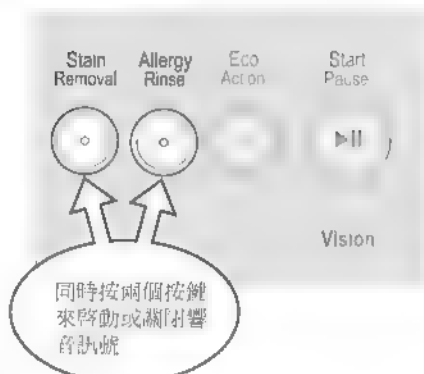 Stain Removal
Allergy Rinse
Eco Action
Start Pause
Vision
同時按兩個按鍵
來啓動或關閉響
音訊號